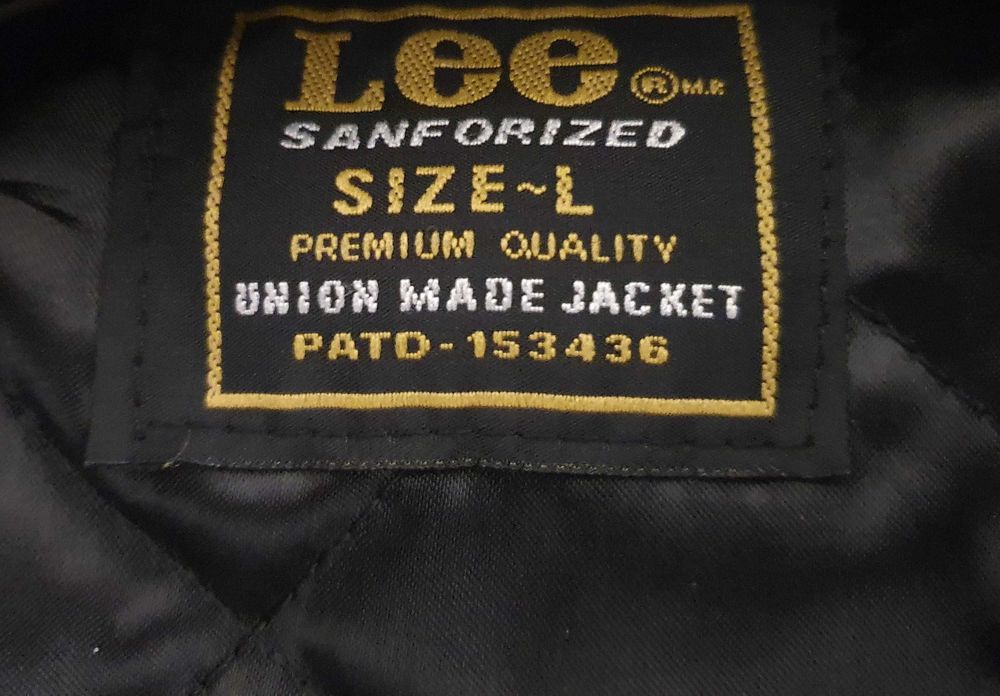 Lee ® M.R.
SANFORIZED
SIZE~L
PREMIUM QUALITY
UNION MADE JACKET
PATD-153436